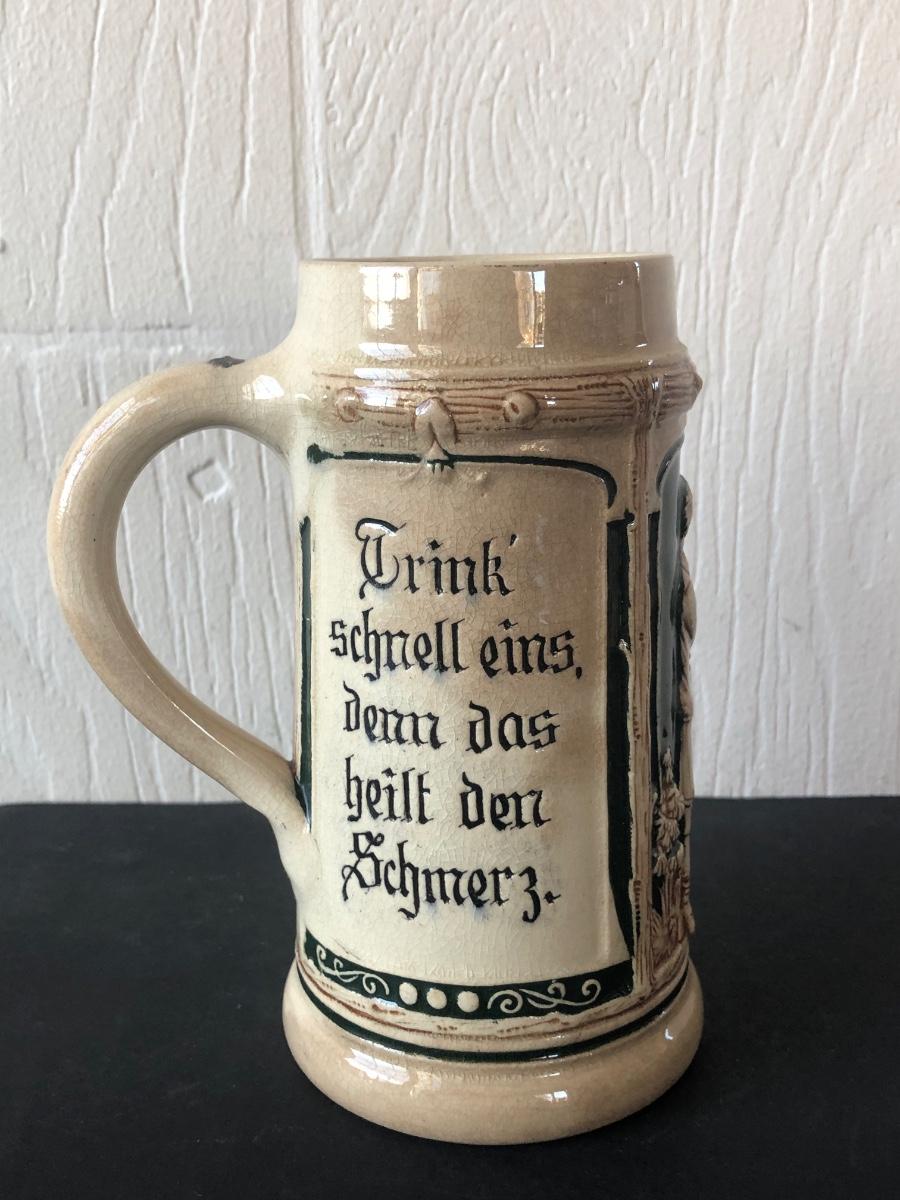 Trink'
schnell eins,
denn das
heilt den
Schmerz.